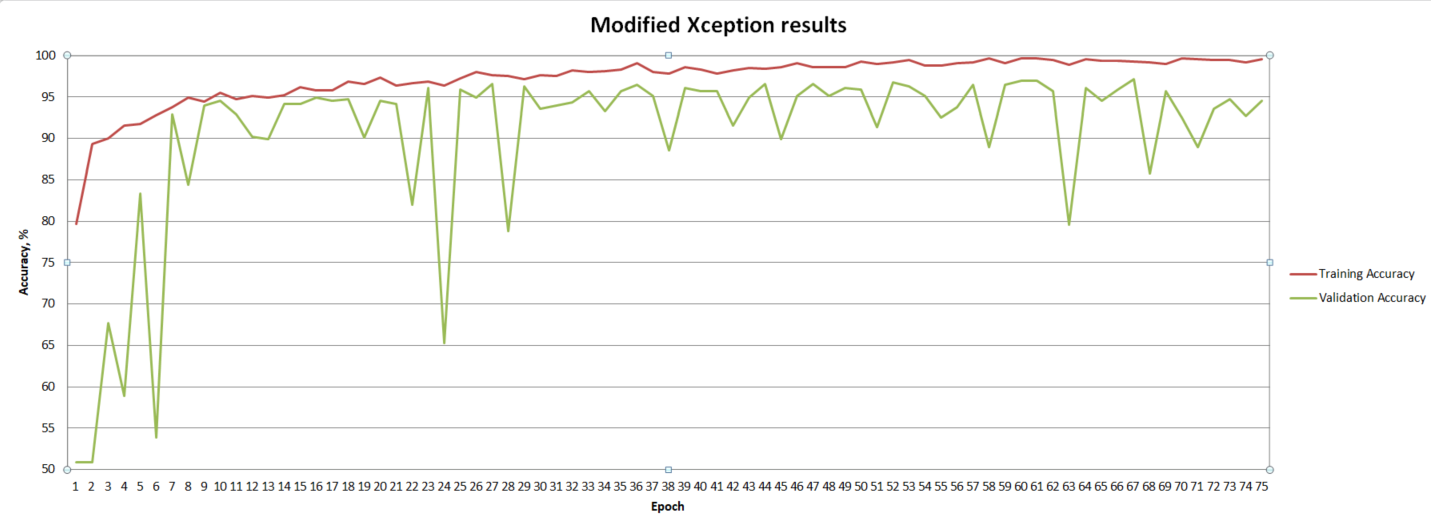 Modified Xception results
100
95
90
85
80
75
70
65
60
55
50
Accuracy, %
1 2 3 4 5 6 7 8 9 10 11 12 13 14 15 16 17 18 19 20 21 22 23 24 25 26 27 28 29 30 31 32 33 34 35 36 37 38 39 40 41 42 43 44 45 46 47 48 49 50 51 52 53 54 55 56 57 58 59 60 61 62 63 64 65 66 67 68 69 70 71 72 73 74 75
Epoch
Training Accuracy
Validation Accuracy